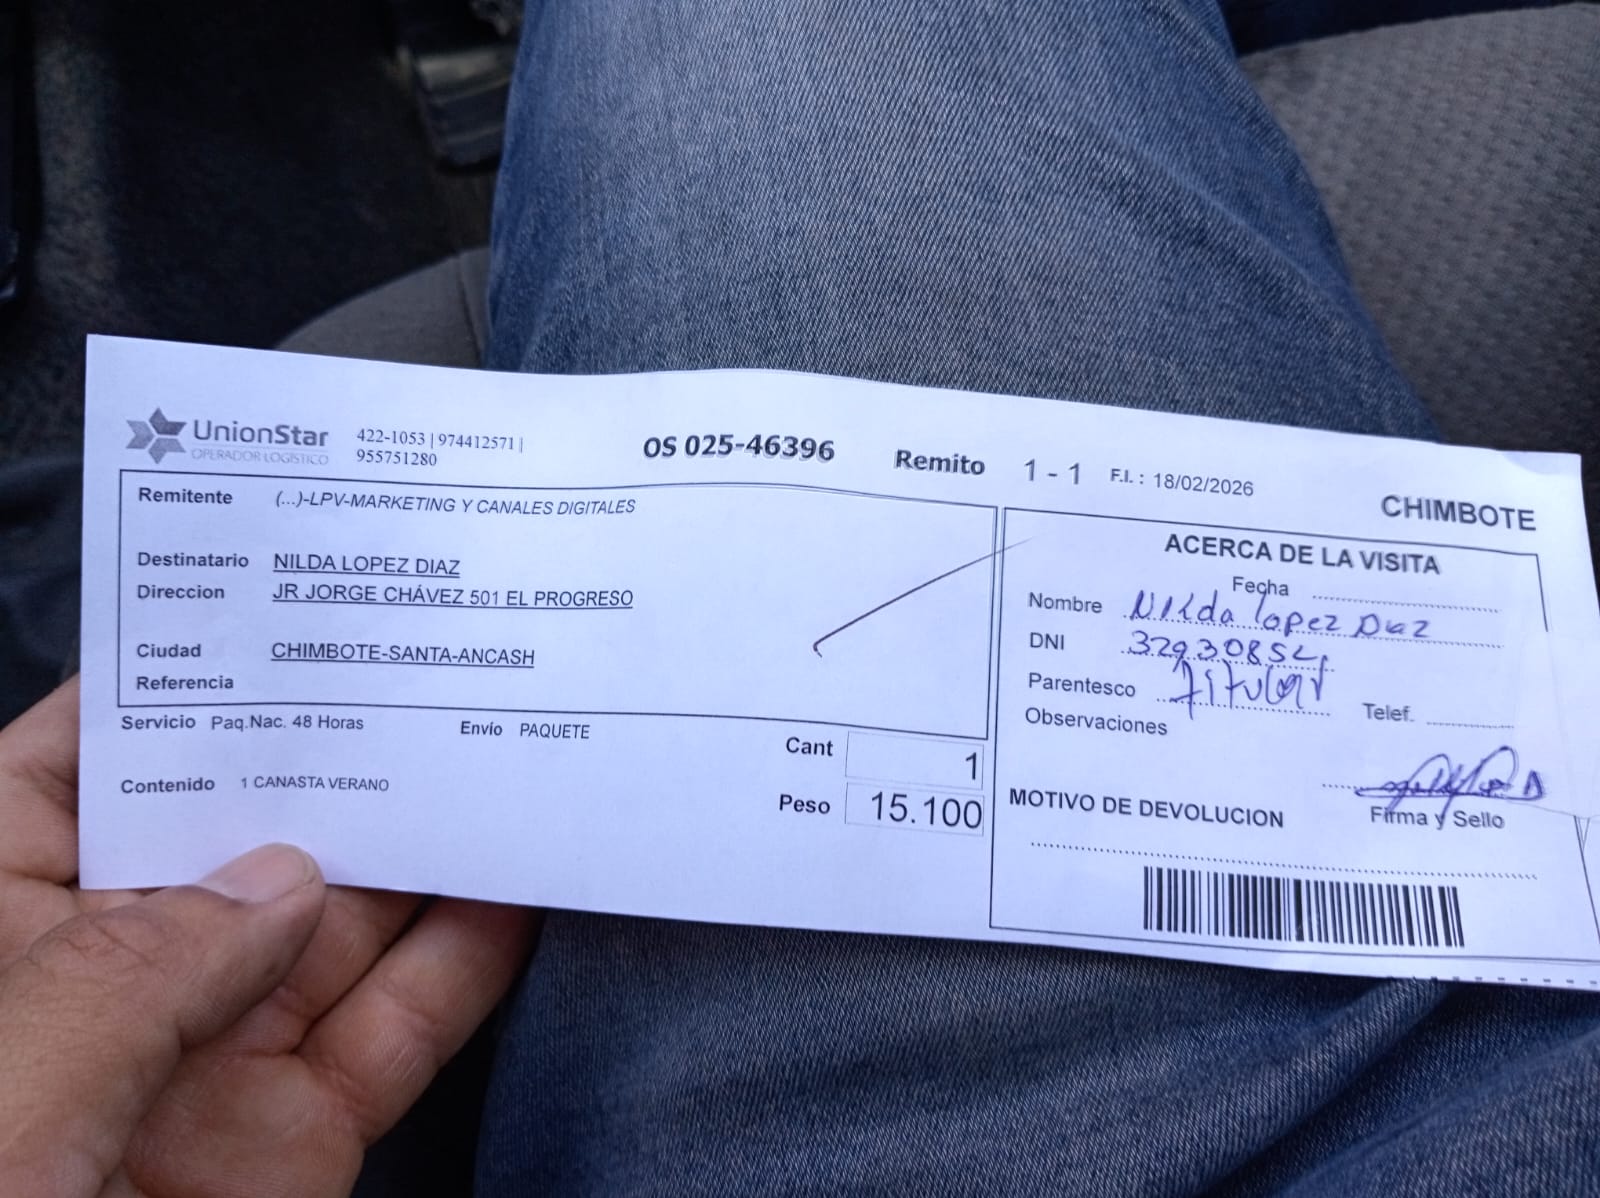 UnionStar
OPERADOR LOGÍSTICO
422-1053 | 974412571 |
955751280
OS 025-46396
Remito 1 - 1
F.I. : 18/02/2026
CHIMBOTE
Remitente (...)-LPV-MARKETING Y CANALES DIGITALES
Destinatario NILDA LOPEZ DIAZ
Direccion JR JORGE CHÁVEZ 501 EL PROGRESO
Ciudad CHIMBOTE-SANTA-ANCASH
Referencia
Servicio Paq.Nac. 48 Horas
Envío PAQUETE
Contenido 1 CANASTA VERANO
Cant 1
Peso 15.100
ACERCA DE LA VISITA
Fecha
Nombre Nilda Lopez Diaz
DNI
Parentesco Titular
Telef.
Observaciones
Firma y Sello
MOTIVO DE DEVOLUCION